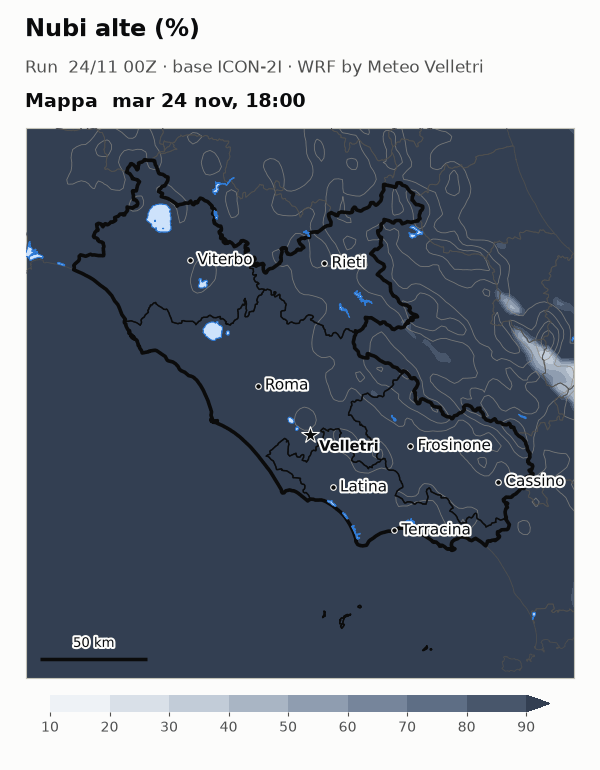 Nubi alte (%)
Run  24/11 00Z · base ICON-2I · WRF by Meteo Velletri
Mappa  mar 24 nov, 18:00
Viterbo
Rieti
Roma
Velletri
Frosinone
Latina
Cassino
Terracina
50 km
10 20 30 40 50 60 70 80 90